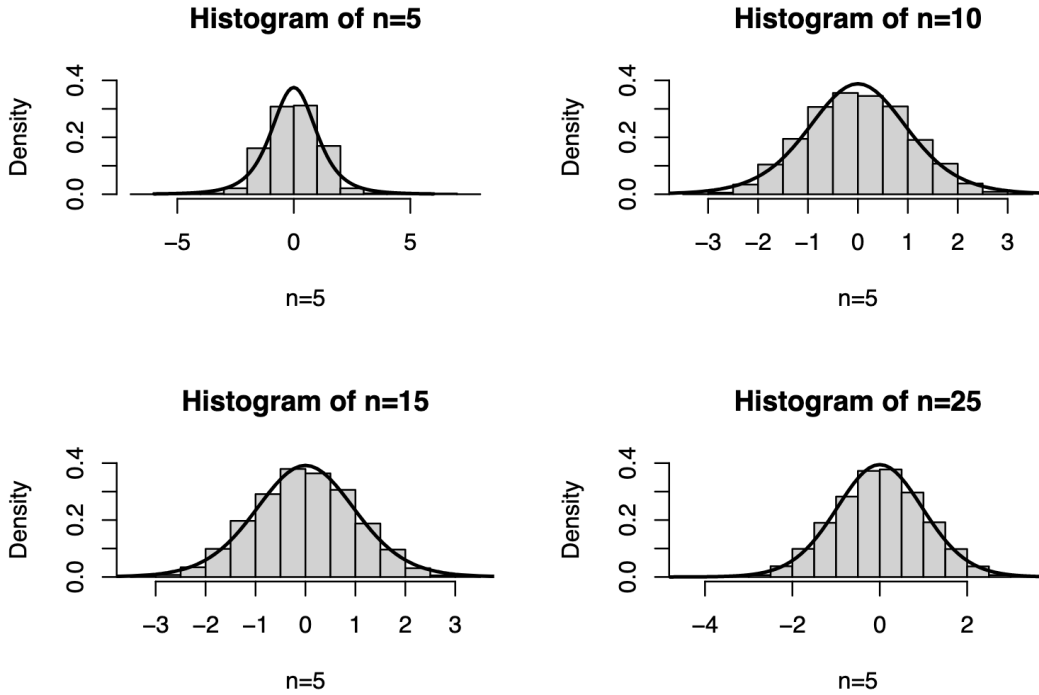 Histogram of n=5
Density
0.0 0.2 0.4
−5 0 5
n=5
Histogram of n=10
Density
0.0 0.2 0.4
−3 −2 −1 0 1 2 3
n=5
Histogram of n=15
Density
0.0 0.2 0.4
−3 −2 −1 0 1 2 3
n=5
Histogram of n=25
Density
0.0 0.2 0.4
−4 −2 0 2
n=5